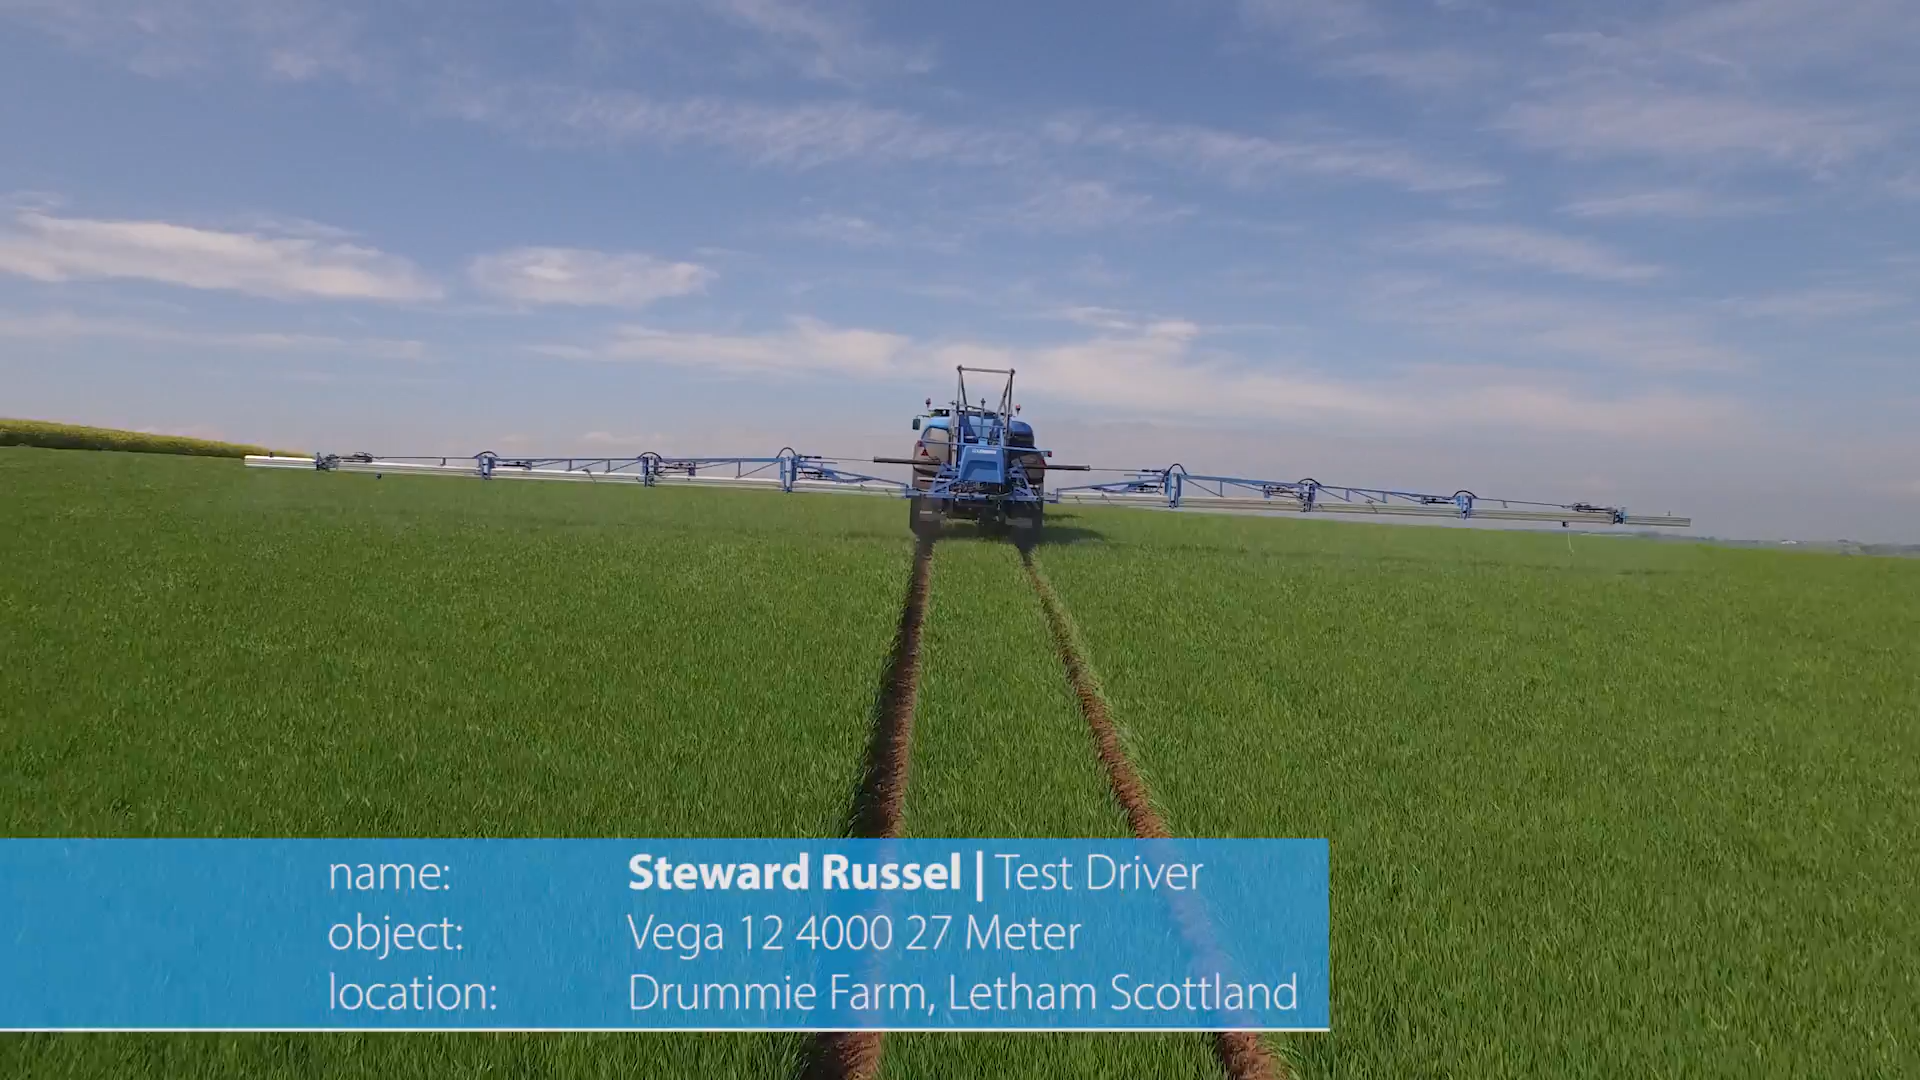 name: Steward Russel | Test Driver
object: Vega 12 4000 27 Meter
location: Drummie Farm, Letham Scottland